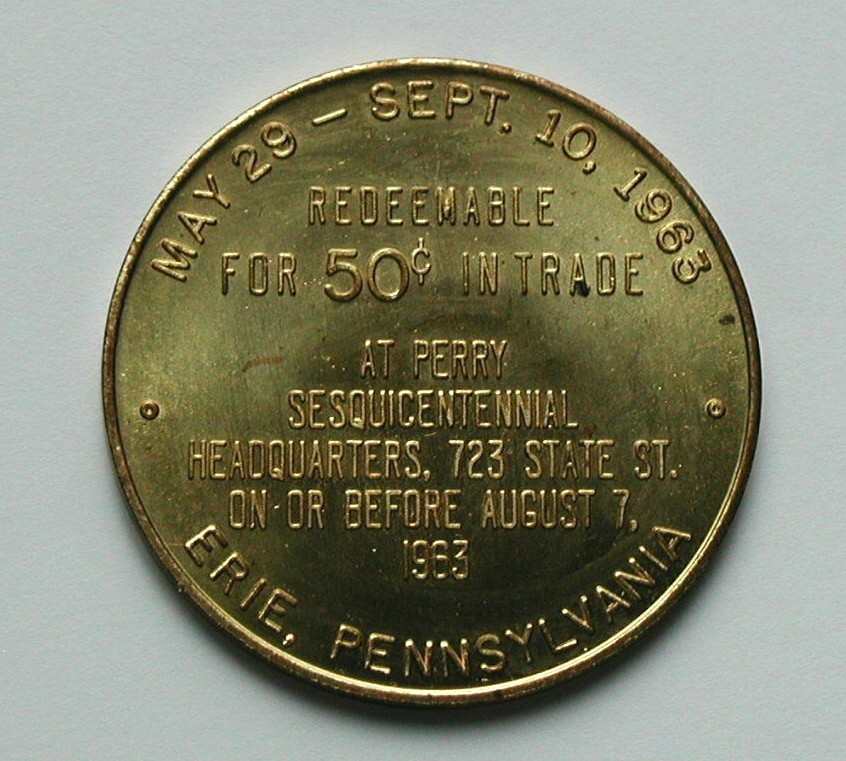 MAY 29 — SEPT. 10, 1963
REDEEMABLE
FOR 50¢ IN TRADE
AT PERRY
SESQUICENTENNIAL
HEADQUARTERS, 723 STATE ST.
ON OR BEFORE AUGUST 7,
1963
ERIE, PENNSYLVANIA